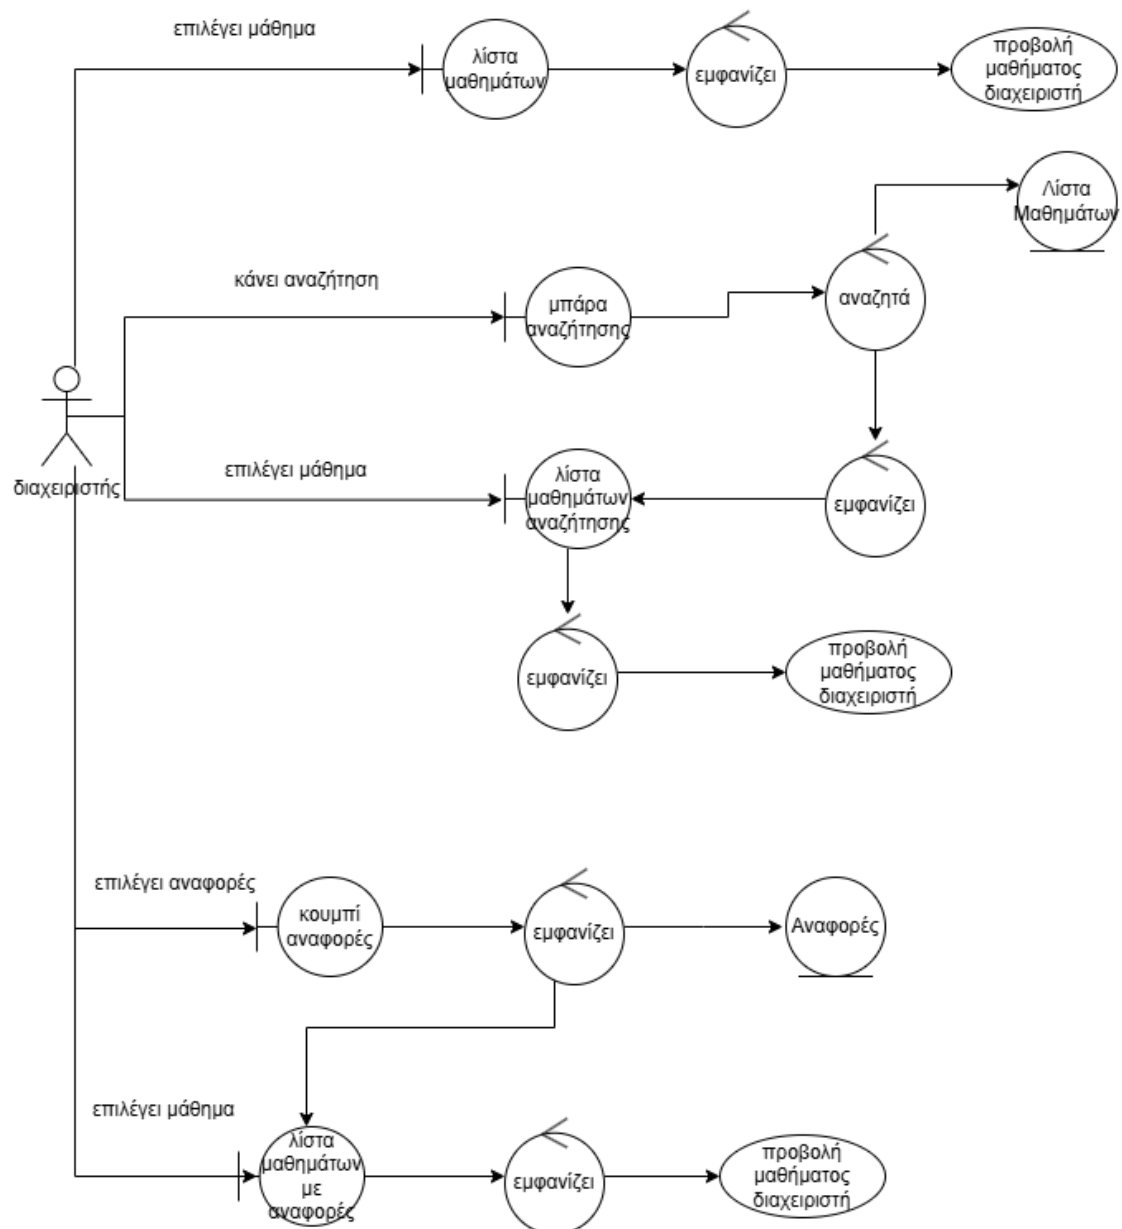 επιλέγει μάθημα
λίστα
μαθημάτων
εμφανίζει
προβολή
μαθήματος
διαχειριστή
Λίστα
Μαθημάτων
κάνει αναζήτηση
μπάρα
αναζήτησης
αναζητά
διαχειριστής
επιλέγει μάθημα
λίστα
μαθημάτων
αναζήτησης
εμφανίζει
εμφανίζει
προβολή
μαθήματος
διαχειριστή
επιλέγει αναφορές
κουμπί
αναφορές
εμφανίζει
Αναφορές
επιλέγει μάθημα
λίστα
μαθημάτων
με
αναφορές
εμφανίζει
προβολή
μαθήματος
διαχειριστή